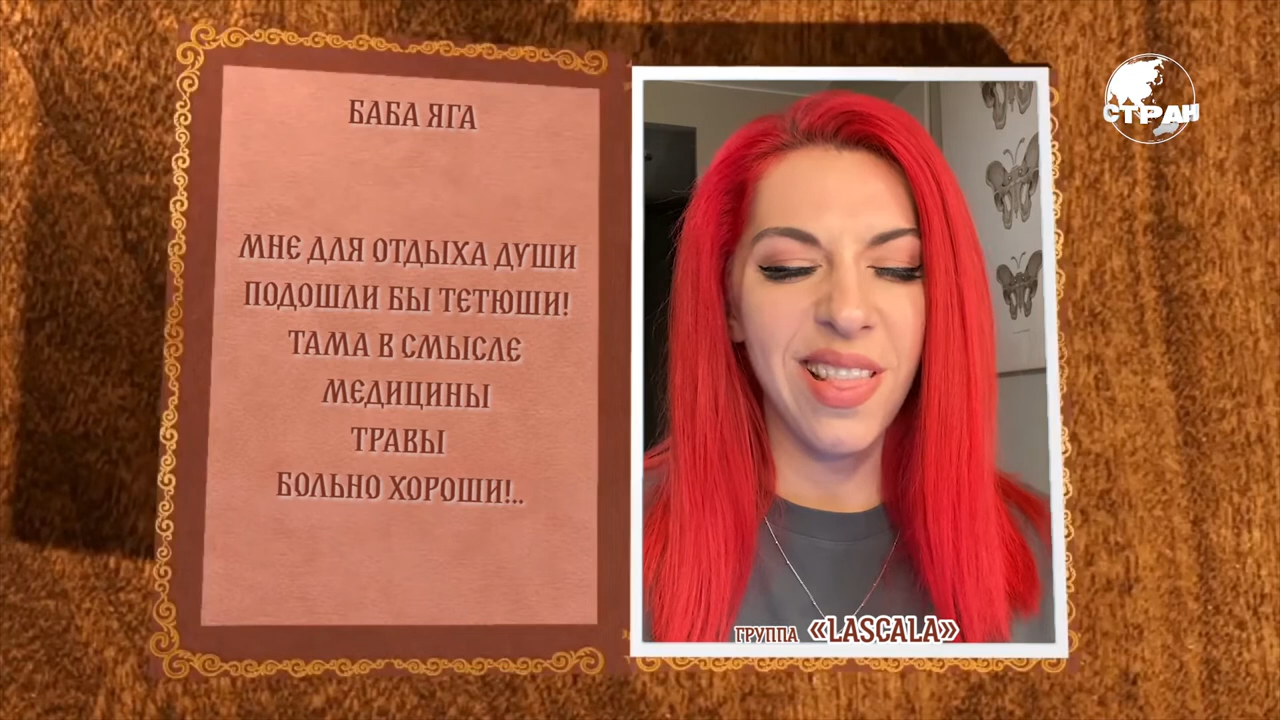 БАБА ЯГА
МНЕ ДЛЯ ОТДЫХА ДУШИ
ПОДОШЛИ БЫ ТЕТЮШИ!
ТАМА В СМЫСЛЕ
МЕДИЦИНЫ
ТРАВЫ
БОЛЬНО ХОРОШИ!..
СТРАН
ГРУППА «LASCALA»